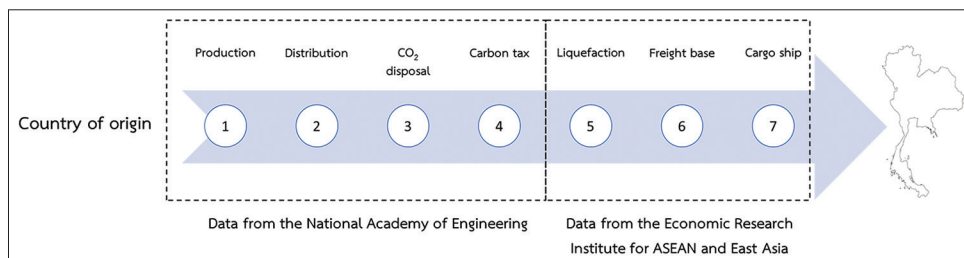 Production
Distribution
CO₂
disposal
Carbon tax
Liquefaction
Freight base
Cargo ship
Country of origin
1
2
3
4
5
6
7
Data from the National Academy of Engineering
Data from the Economic Research
Institute for ASEAN and East Asia